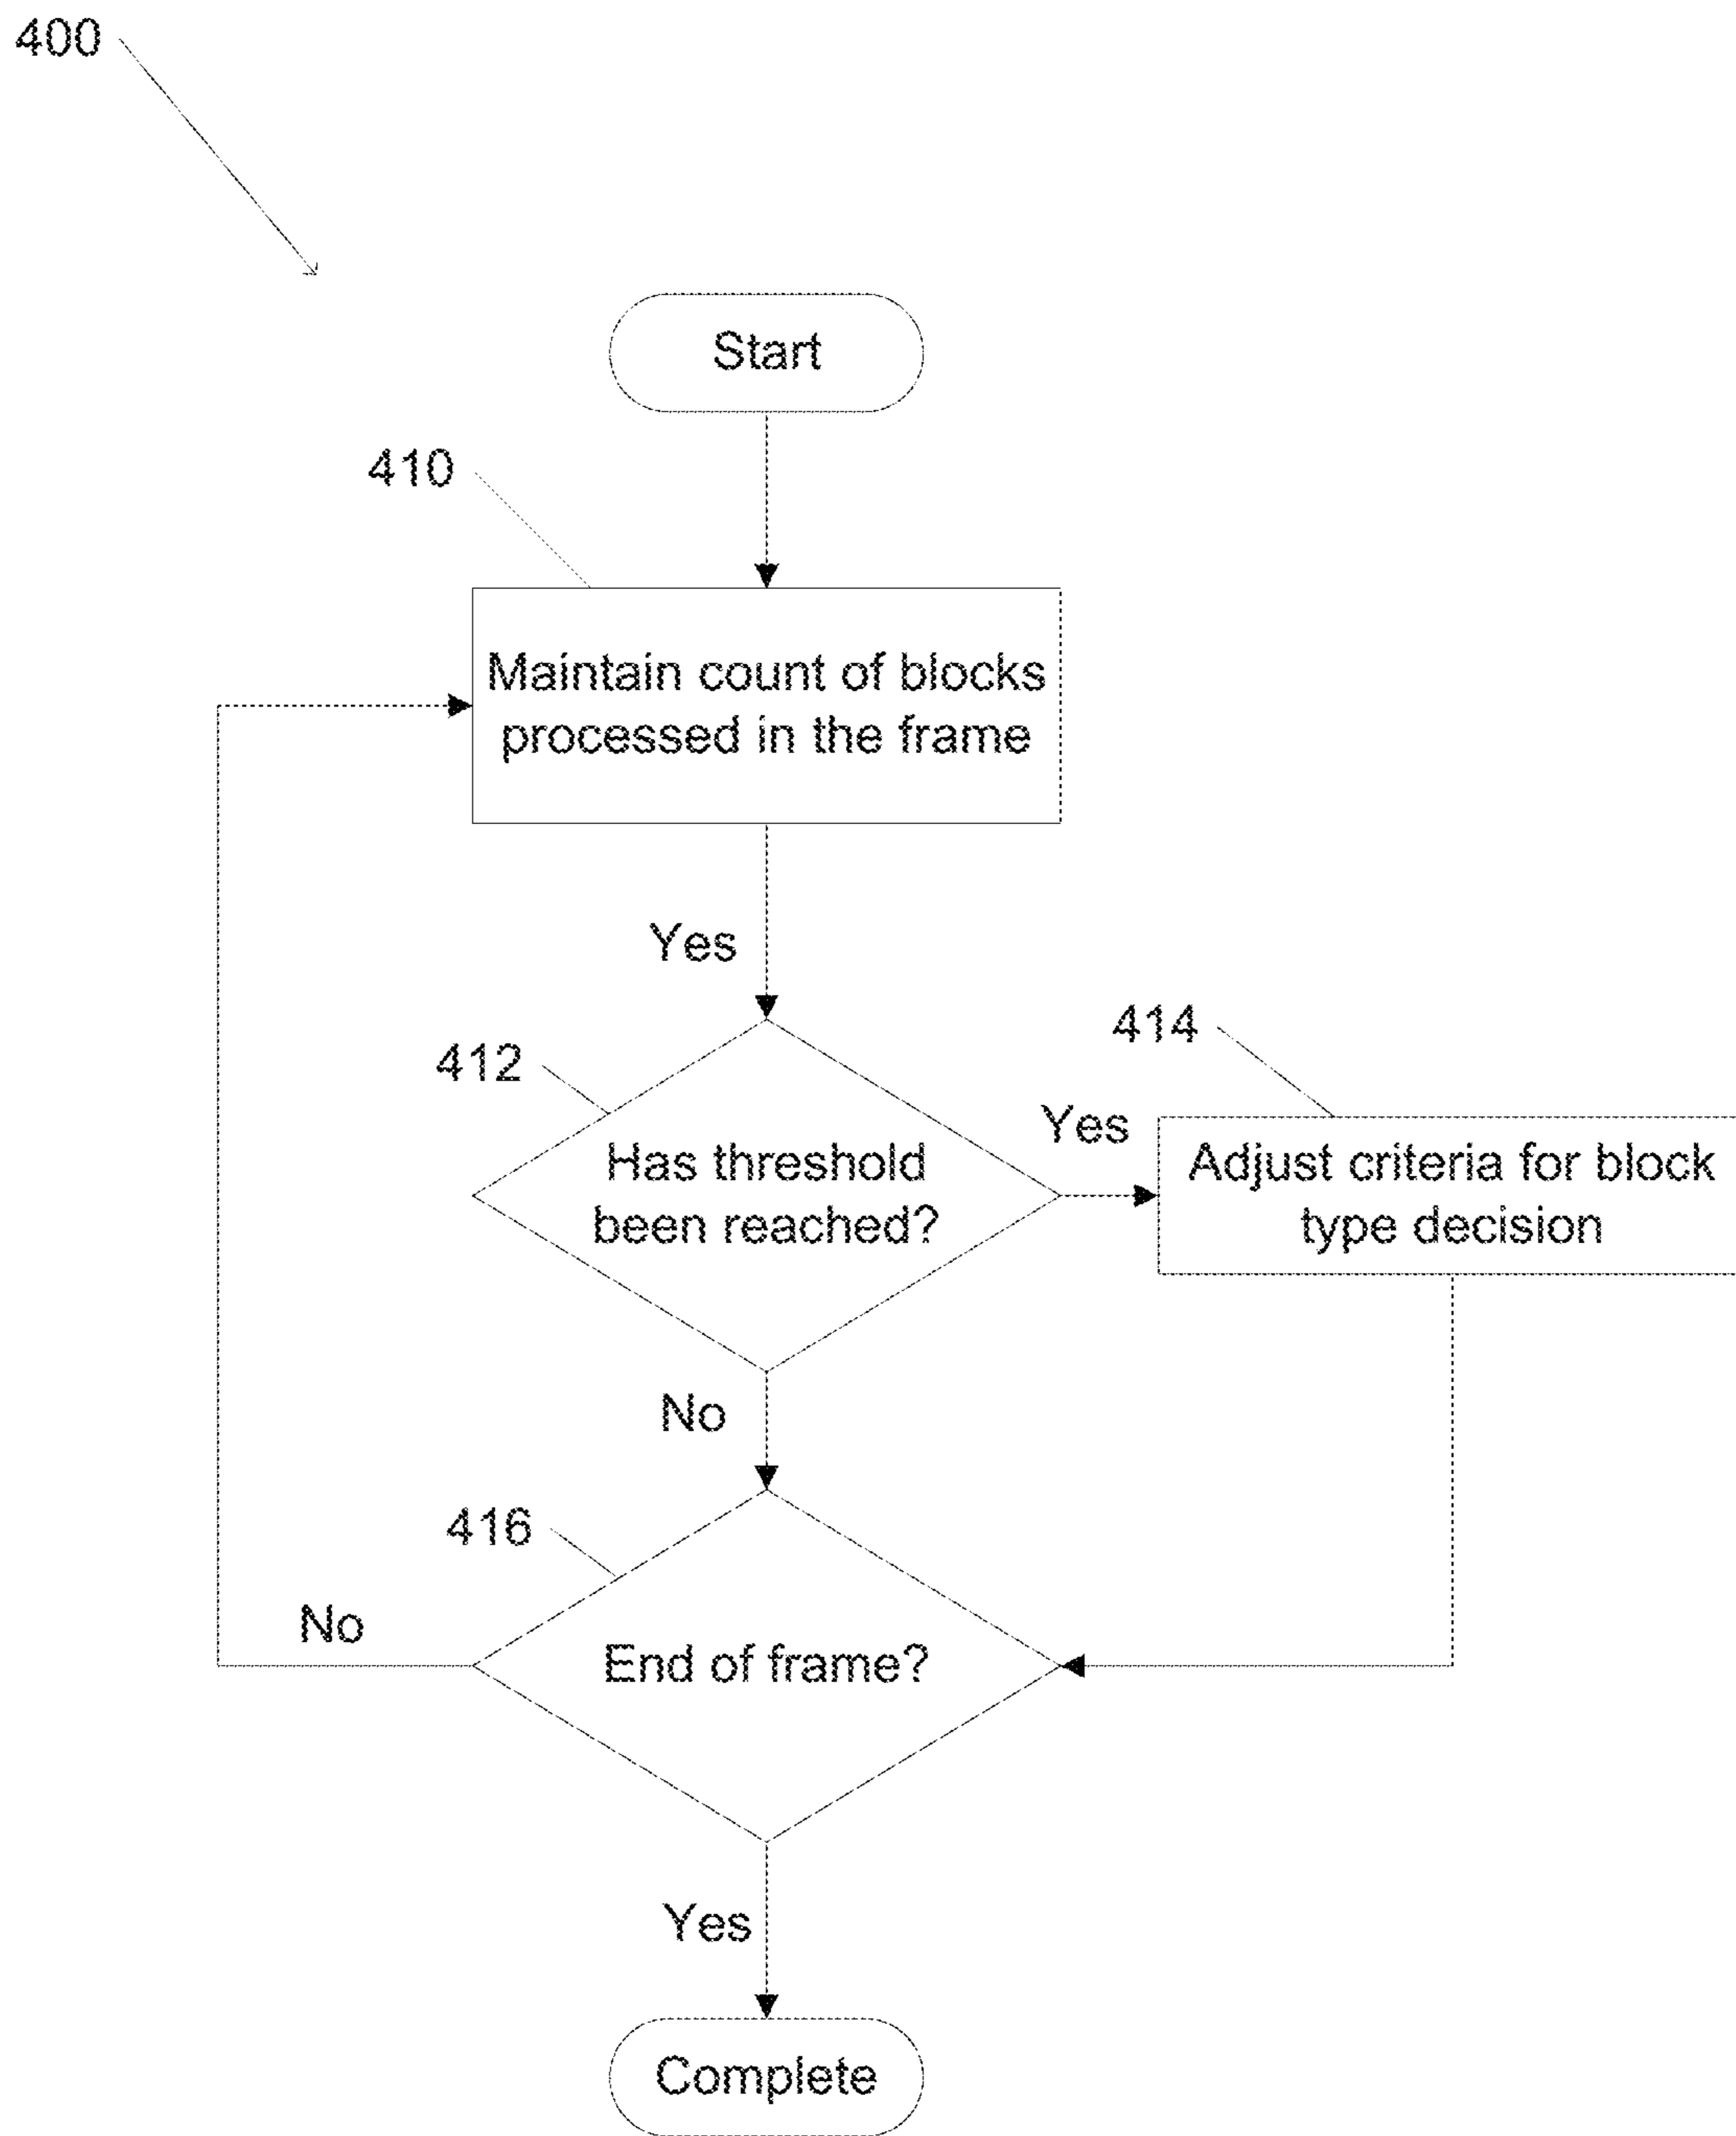 400
Start
410
Maintain count of blocks
processed in the frame
Yes
412
414
Yes
Has threshold
been reached?
Adjust criteria for block
type decision
No
416
No
End of frame?
Yes
Complete